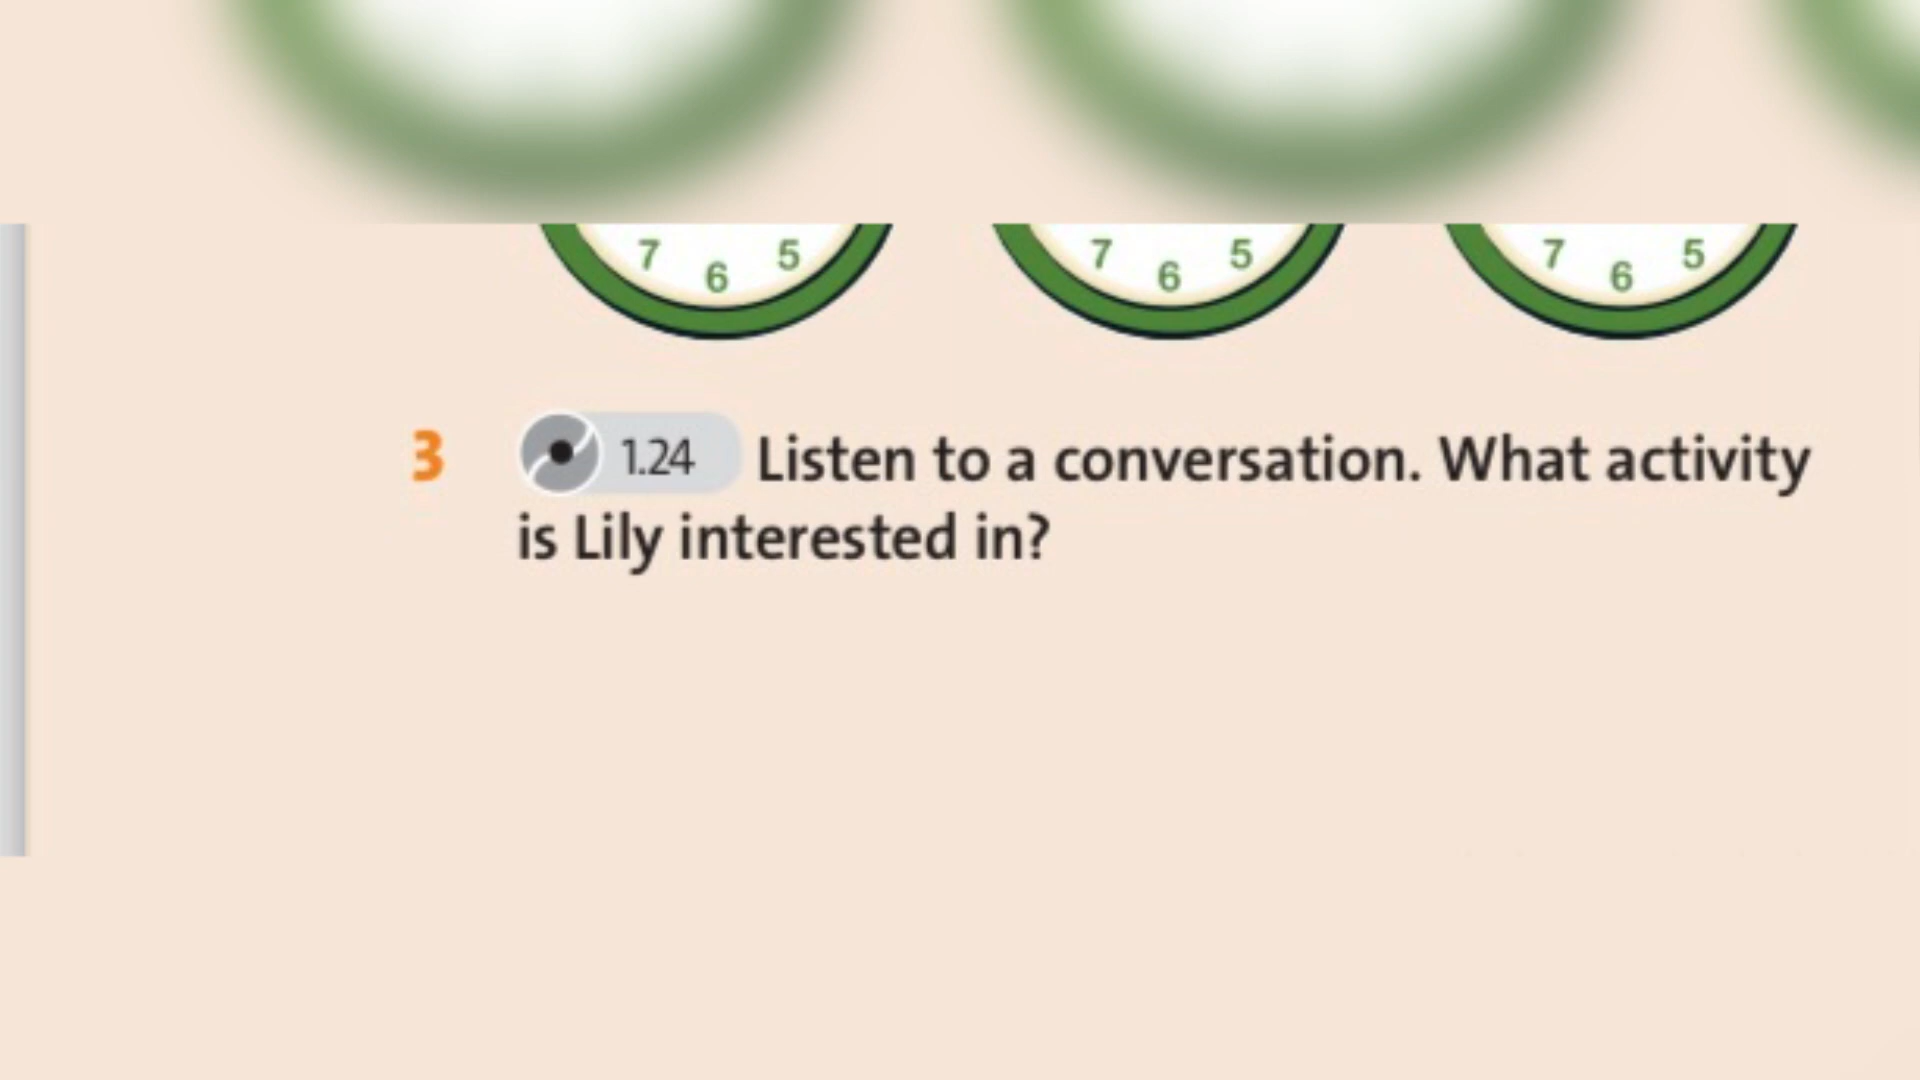 7 6 5 7 6 5 7 6 5
3 1.24 Listen to a conversation. What activity
is Lily interested in?